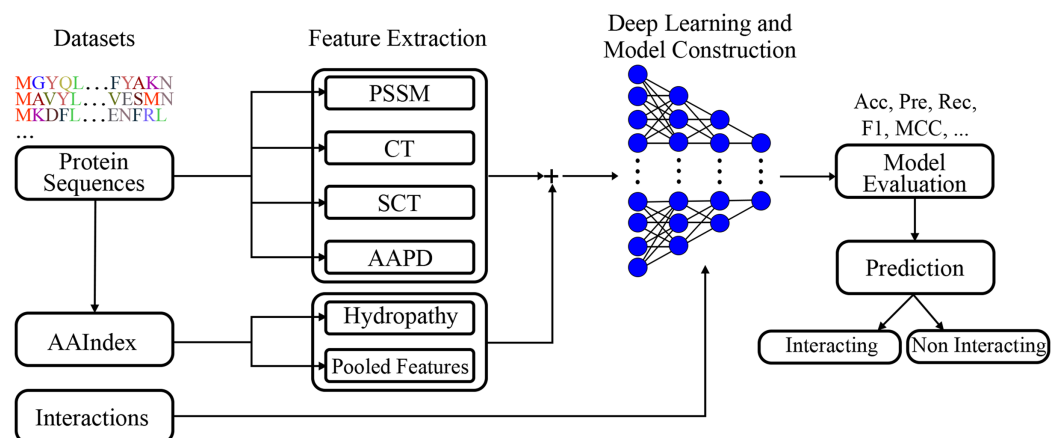 Datasets
MGYQL...FYAKN
MAVYL...VESMN
MKDFL...ENFRL
...
Protein
Sequences
AAIndex
Interactions
Feature Extraction
PSSM
CT
SCT
AAPD
Hydropathy
Pooled Features
+
Deep Learning and
Model Construction
Acc, Pre, Rec,
F1, MCC, ...
Model
Evaluation
Prediction
Interacting
Non Interacting